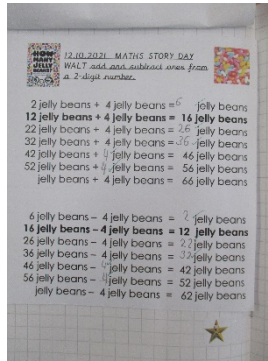 HOW MANY JELLY BEANS?
12.10.2021 MATHS STORY DAY
WALT add and subtract ones from
a 2-digit number.
2 jelly beans + 4 jelly beans = 6 jelly beans
12 jelly beans + 4 jelly beans = 16 jelly beans
22 jelly beans + 4 jelly beans = 26 jelly beans
32 jelly beans + 4 jelly beans = 36 jelly beans
42 jelly beans + 4 jelly beans = 46 jelly beans
52 jelly beans + 4 jelly beans = 56 jelly beans
jelly beans + 4 jelly beans = 66 jelly beans
6 jelly beans – 4 jelly beans = 2 jelly beans
16 jelly beans – 4 jelly beans = 12 jelly beans
26 jelly beans – 4 jelly beans = 22 jelly beans
36 jelly beans – 4 jelly beans = 32 jelly beans
46 jelly beans – 4 jelly beans = 42 jelly beans
56 jelly beans – 4 jelly beans = 52 jelly beans
jelly beans – 4 jelly beans = 62 jelly beans